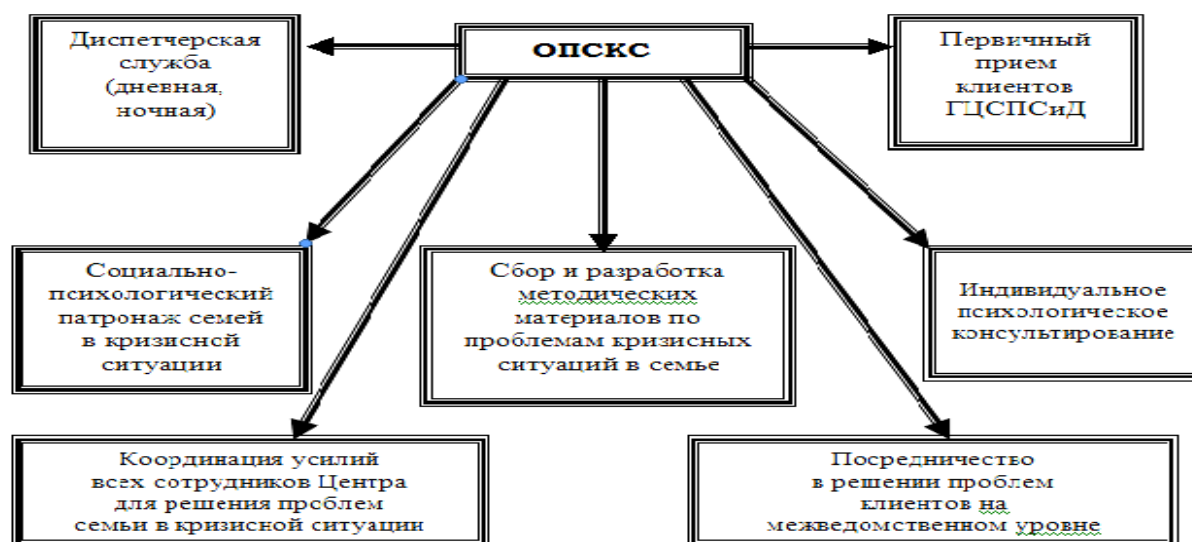 ОПСКС
Диспетчерская
служба
(дневная,
ночная)
Первичный
прием
клиентов
ГЦСПСиД
Социально-
психологический
патронаж семей
в кризисной
ситуации
Сбор и разработка
методических
материалов по
проблемам кризисных
ситуаций в семье
Индивидуальное
психологическое
консультирование
Координация усилий
всех сотрудников Центра
для решения проблем
семьи в кризисной ситуации
Посредничество
в решении проблем
клиентов на
межведомственном уровне